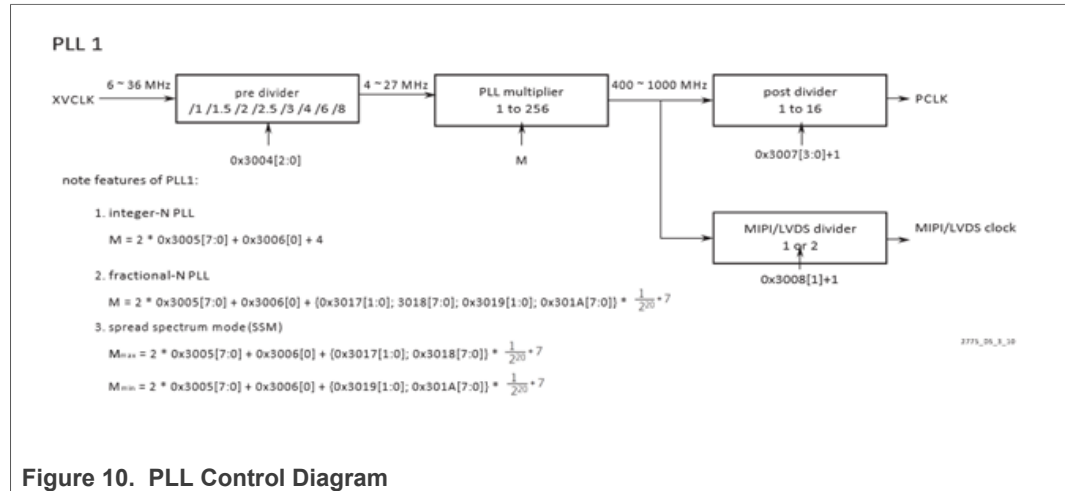 PLL 1
XVCLK
6 ~ 36 MHz
pre divider
/1 /1.5 /2 /2.5 /3 /4 /6 /8
0x3004[2:0]
4 ~ 27 MHz
PLL multiplier
1 to 256
M
400 ~ 1000 MHz
post divider
1 to 16
0x3007[3:0]+1
PCLK
MIPI/LVDS divider
1 or 2
0x3008[1]+1
MIPI/LVDS clock
note features of PLL1:
1. integer-N PLL
M = 2 * 0x3005[7:0] + 0x3006[0] + 4
2. fractional-N PLL
M = 2 * 0x3005[7:0] + 0x3006[0] + {0x3017[1:0]; 3018[7:0]; 0x3019[1:0]; 0x301A[7:0]} * 1/2^20 + 7
3. spread spectrum mode(SSM)
Mmax = 2 * 0x3005[7:0] + 0x3006[0] + {0x3017[1:0]; 0x3018[7:0]} * 1/2^20 + 7
Mmin = 2 * 0x3005[7:0] + 0x3006[0] + {0x3019[1:0]; 0x301A[7:0]} * 1/2^20 + 7
2775_DS_3_10
Figure 10. PLL Control Diagram